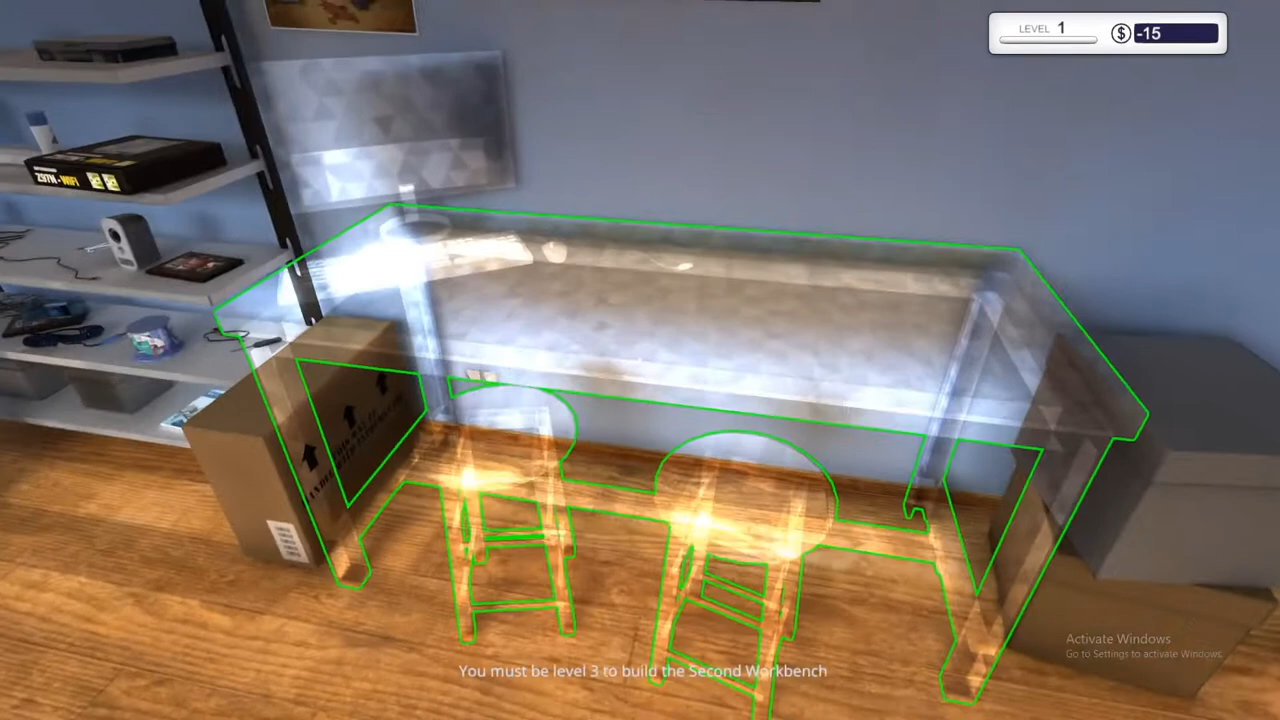 LEVEL 1
$ -15
Z97N-WIFI
Activate Windows
Go to Settings to activate Windows.
You must be level 3 to build the Second Workbench